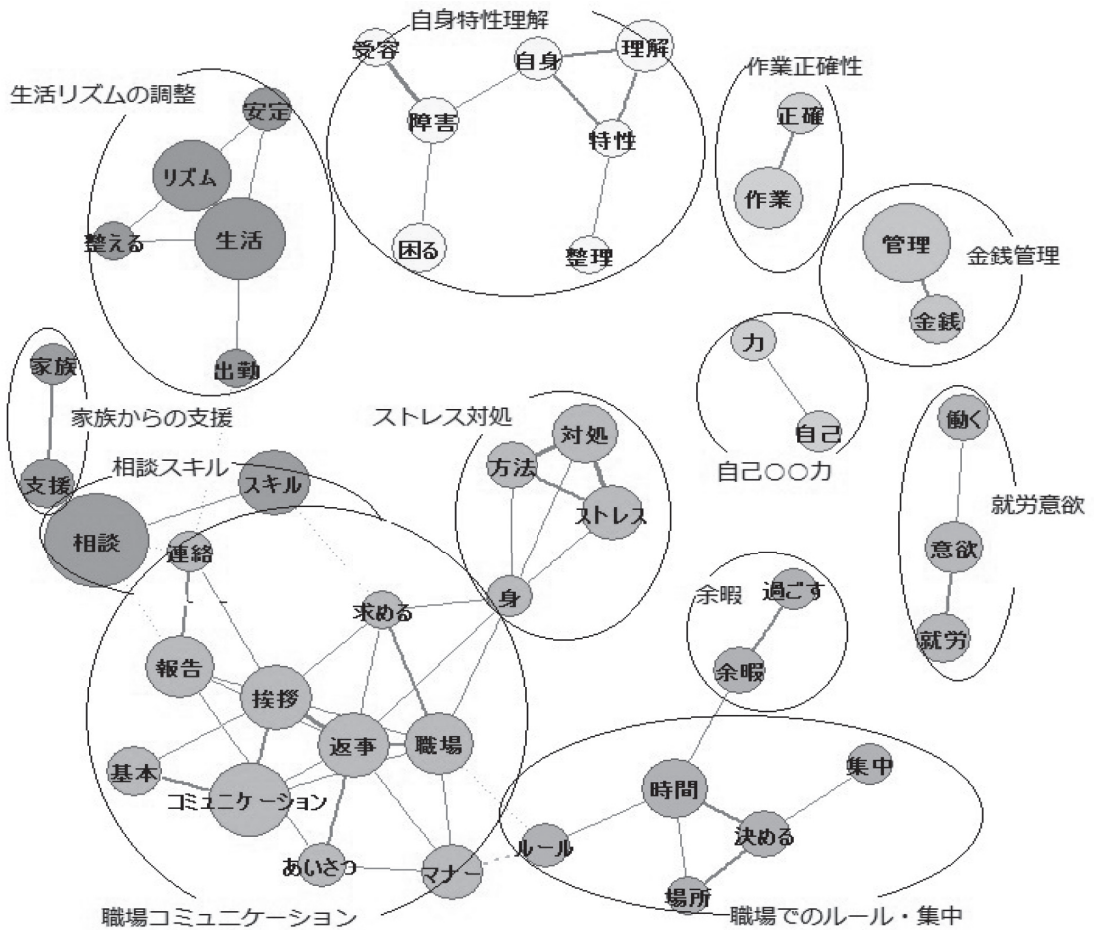 自身特性理解
受容
自身
理解
障害
特性
困る
整理
生活リズムの調整
安定
リズム
整える
生活
出勤
作業正確性
正確
作業
管理
金銭管理
金銭
力
自己
自己○○力
家族
家族からの支援
支援
相談スキル
スキル
相談
ストレス対処
対処
方法
ストレス
身
働く
就労意欲
意欲
就労
余暇
過ごす
余暇
連絡
求める
報告
挨拶
返事
職場
基本
コミュニケーション
あいさつ
マナー
職場コミュニケーション
時間
集中
決める
ルール
場所
職場でのルール・集中